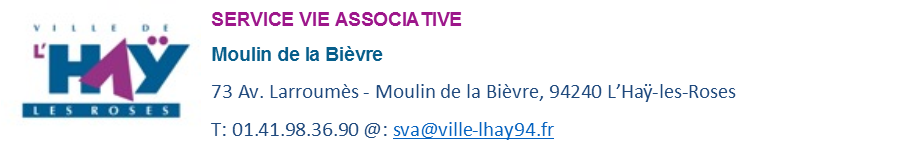 VILLE DE
L'HAŸ
LES ROSES
SERVICE VIE ASSOCIATIVE
Moulin de la Bièvre
73 Av. Larroumès - Moulin de la Bièvre, 94240 L'Haÿ-les-Roses
T: 01.41.98.36.90 @: sva@ville-lhay94.fr